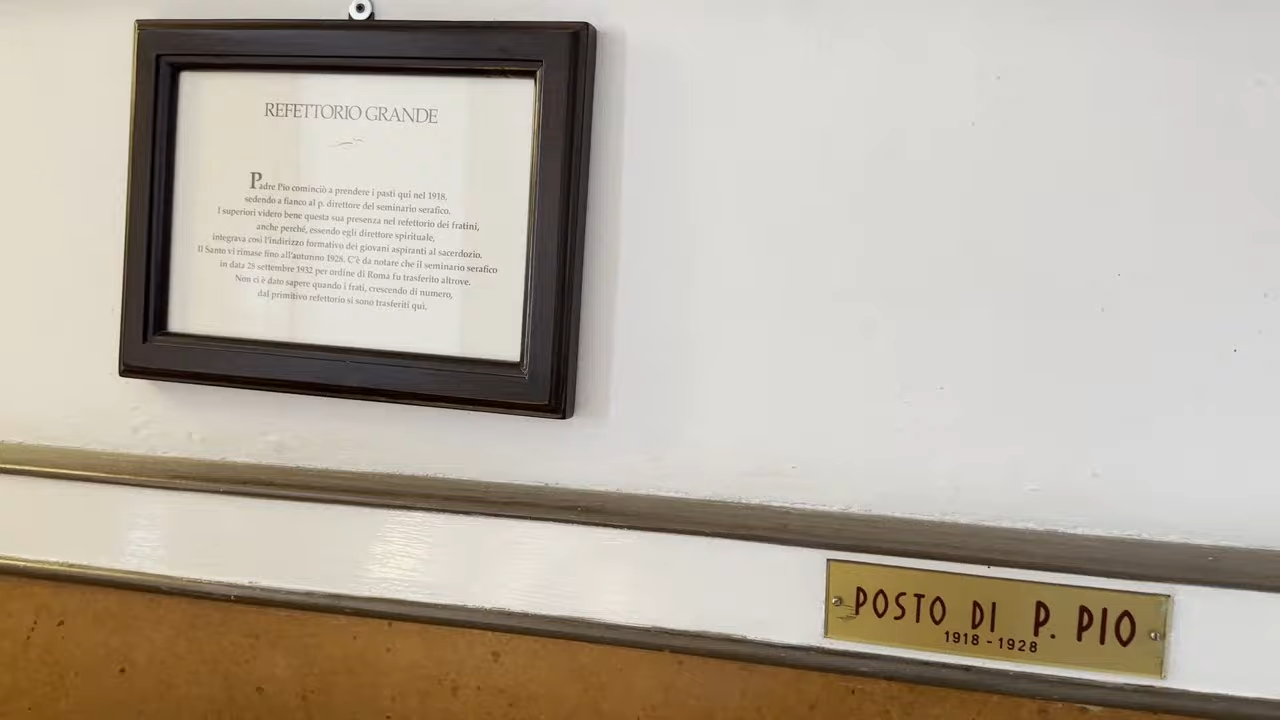 REFETTORIO GRANDE
Padre Pio cominciò a prendere i pasti qui nel 1918,
sedendo a fianco al p. direttore del seminario serafico.
I superiori videro bene questa sua presenza nel refettorio dei fratini,
anche perché, essendo egli direttore spirituale,
integrava così l'indirizzo formativo dei giovani aspiranti al sacerdozio.
Il Santo vi rimase fino all'autunno 1928. C'è da notare che il seminario serafico
in data 28 settembre 1932 per ordine di Roma fu trasferito altrove.
Non ci è dato sapere quando i frati, crescendo di numero,
dal primitivo refettorio si sono trasferiti qui.
POSTO DI P. PIO
1918-1928